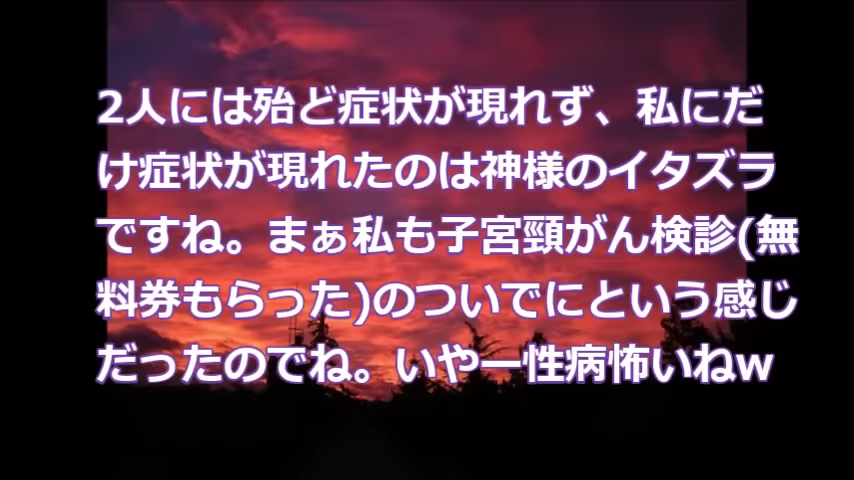 2人には殆ど症状が現れず、私にだ
け症状が現れたのは神様のイタズラ
ですね。まぁ私も子宮頸がん検診(無
料券もらった)のついでにという感じ
だったのでね。いやー性病怖いねw